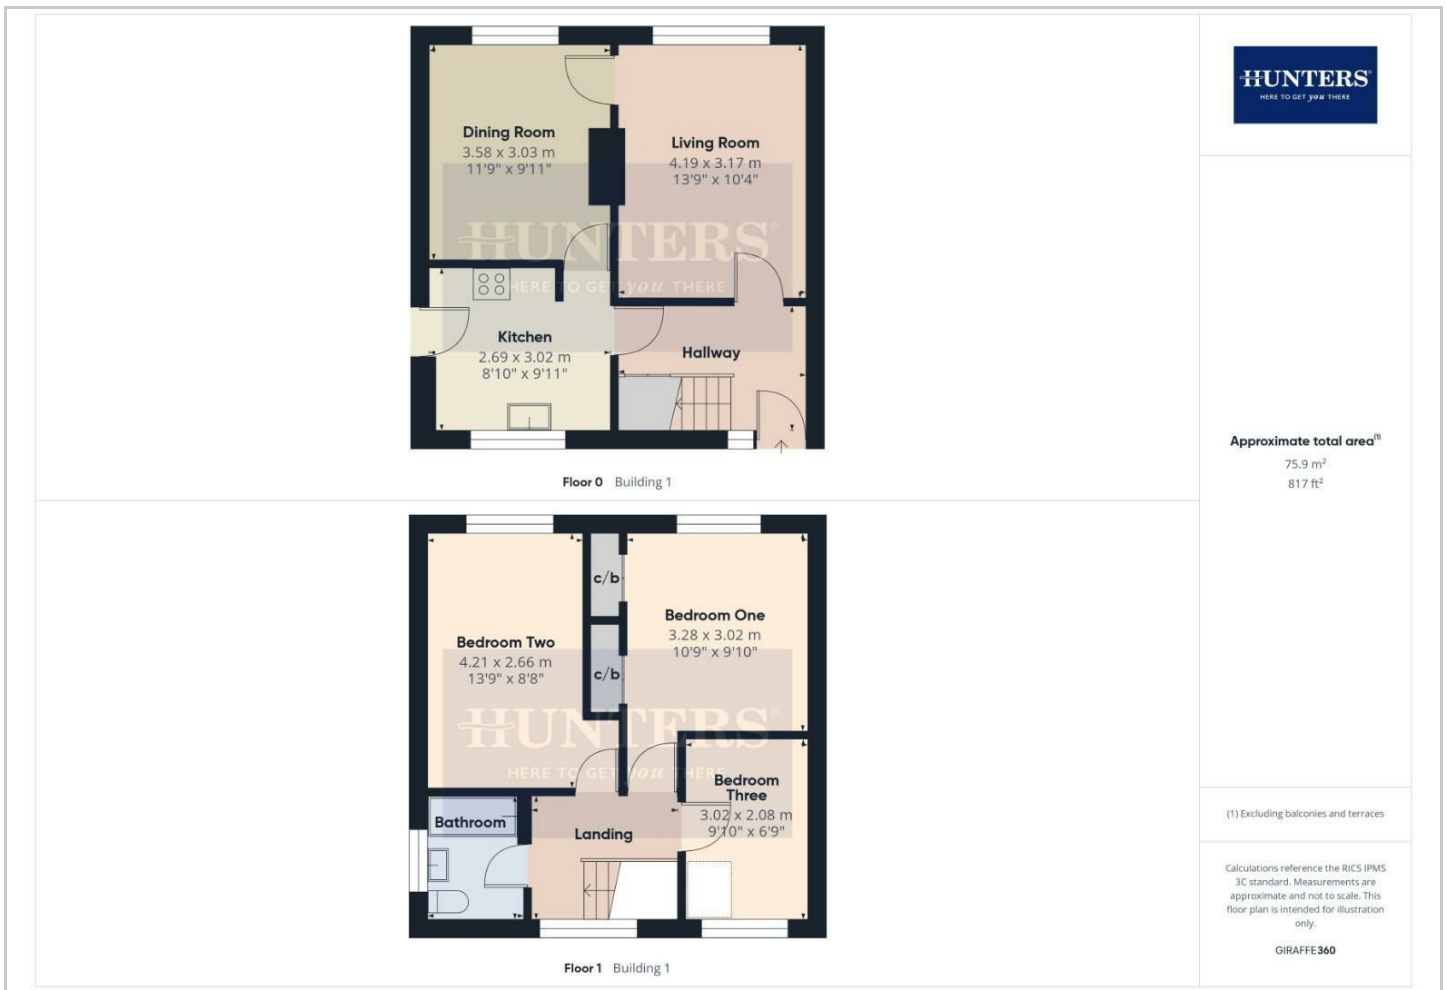 Dining Room
3.58 x 3.03 m
11'9" x 9'11"
Living Room
4.19 x 3.17 m
13'9" x 10'4"
HUNTERS®
HERE TO GET you THERE
Kitchen
2.69 x 3.02 m
8'10" x 9'11"
Hallway
Floor 0 Building 1
c/b
Bedroom One
3.28 x 3.02 m
10'9" x 9'10"
Bedroom Two
4.21 x 2.66 m
13'9" x 8'8"
c/b
HUNTERS®
HERE TO GET you THERE
Bedroom
Three
3.02 x 2.08 m
9'10" x 6'9"
Bathroom
Landing
Floor 1 Building 1
HUNTERS®
HERE TO GET you THERE
Approximate total area(1)
75.9 m²
817 ft²
(1) Excluding balconies and terraces
Calculations reference the RICS IPMS
3C standard. Measurements are
approximate and not to scale. This
floor plan is intended for illustration
only.
GIRAFFE360